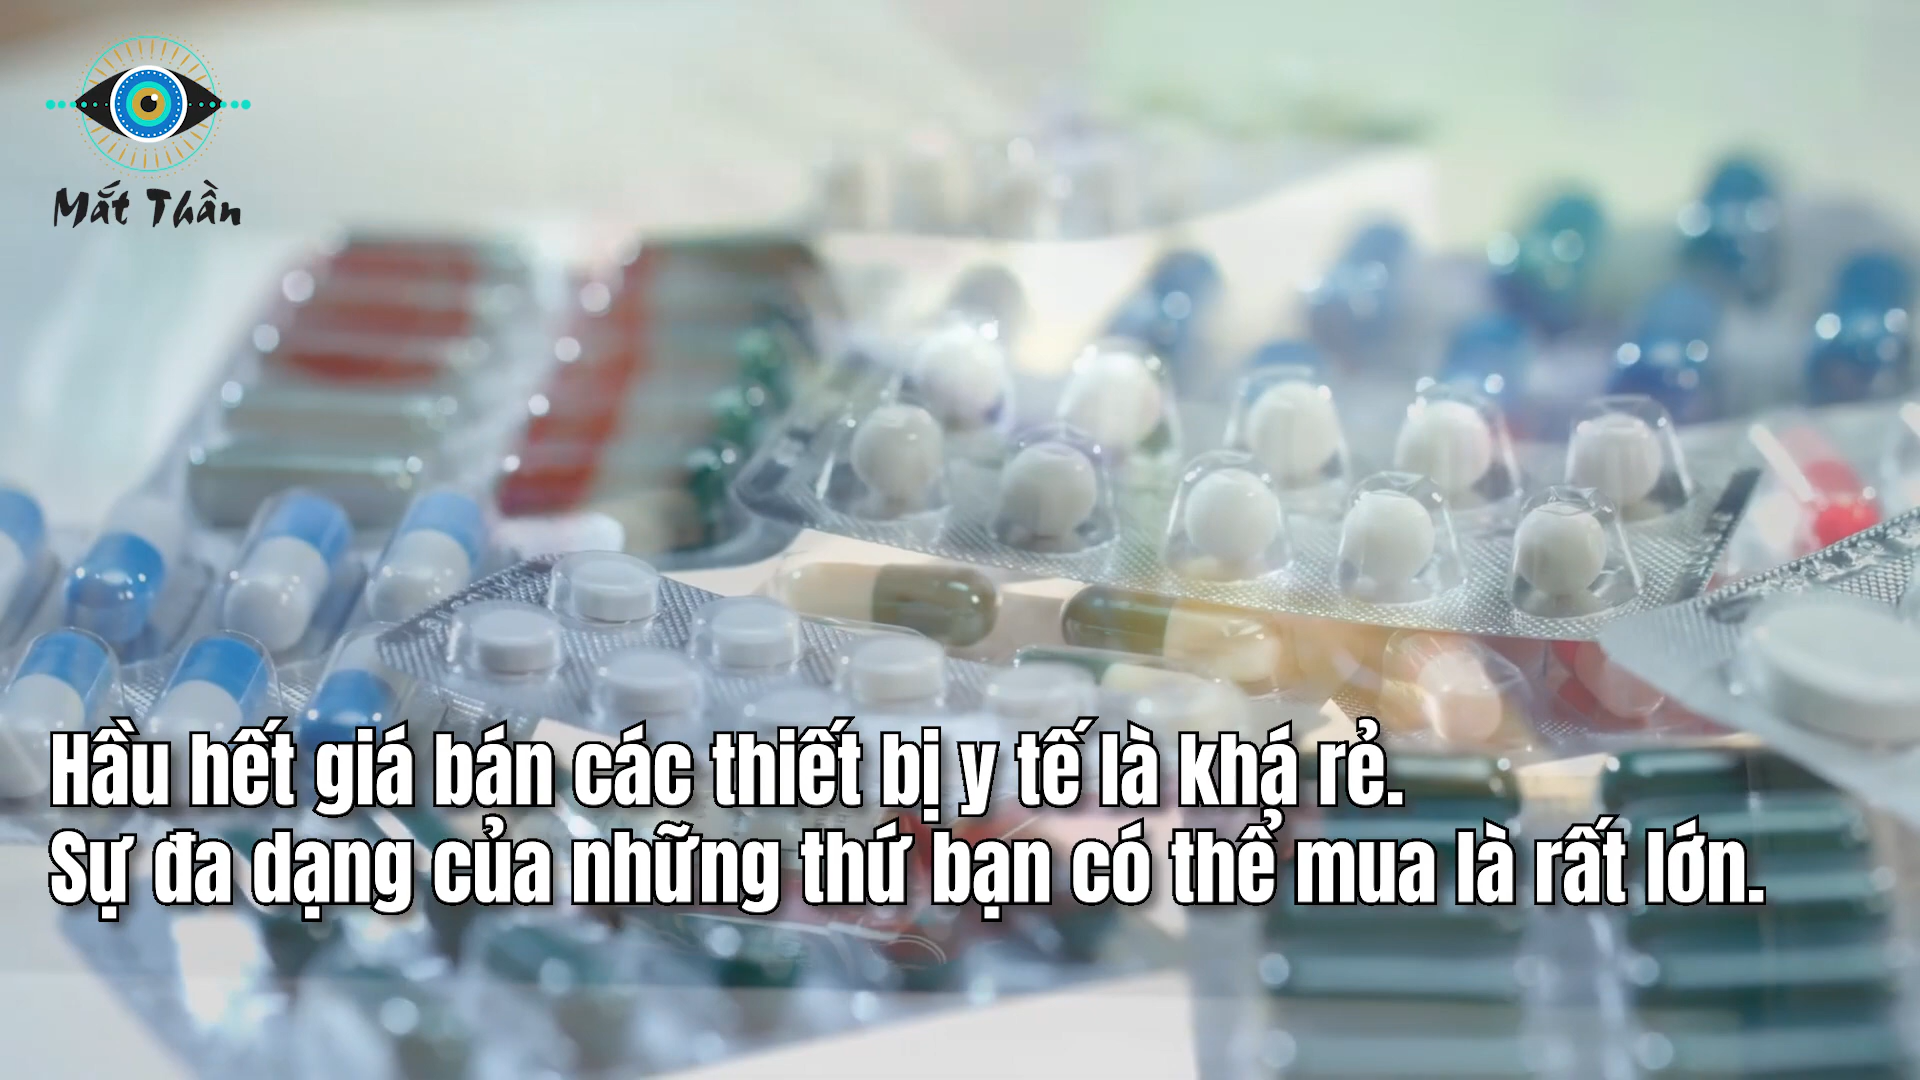 Mắt Thần
Hầu hết giá bán các thiết bị y tế là khá rẻ.
Sự đa dạng của những thứ bạn có thể mua là rất lớn.